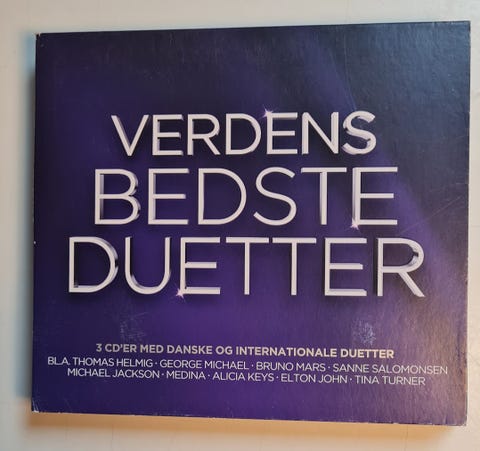 VERDENS
BEDSTE
DUETTER
3 CD'ER MED DANSKE OG INTERNATIONALE DUETTER
BL.A. THOMAS HELMIG · GEORGE MICHAEL · BRUNO MARS · SANNE SALOMONSEN
MICHAEL JACKSON · MEDINA · ALICIA KEYS · ELTON JOHN · TINA TURNER